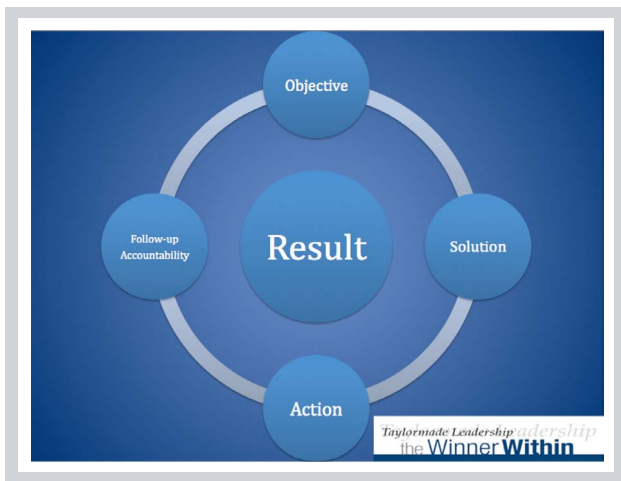 Objective
Follow-up
Accountability
Result
Solution
Action
Taylormade Leadership
the Winner Within